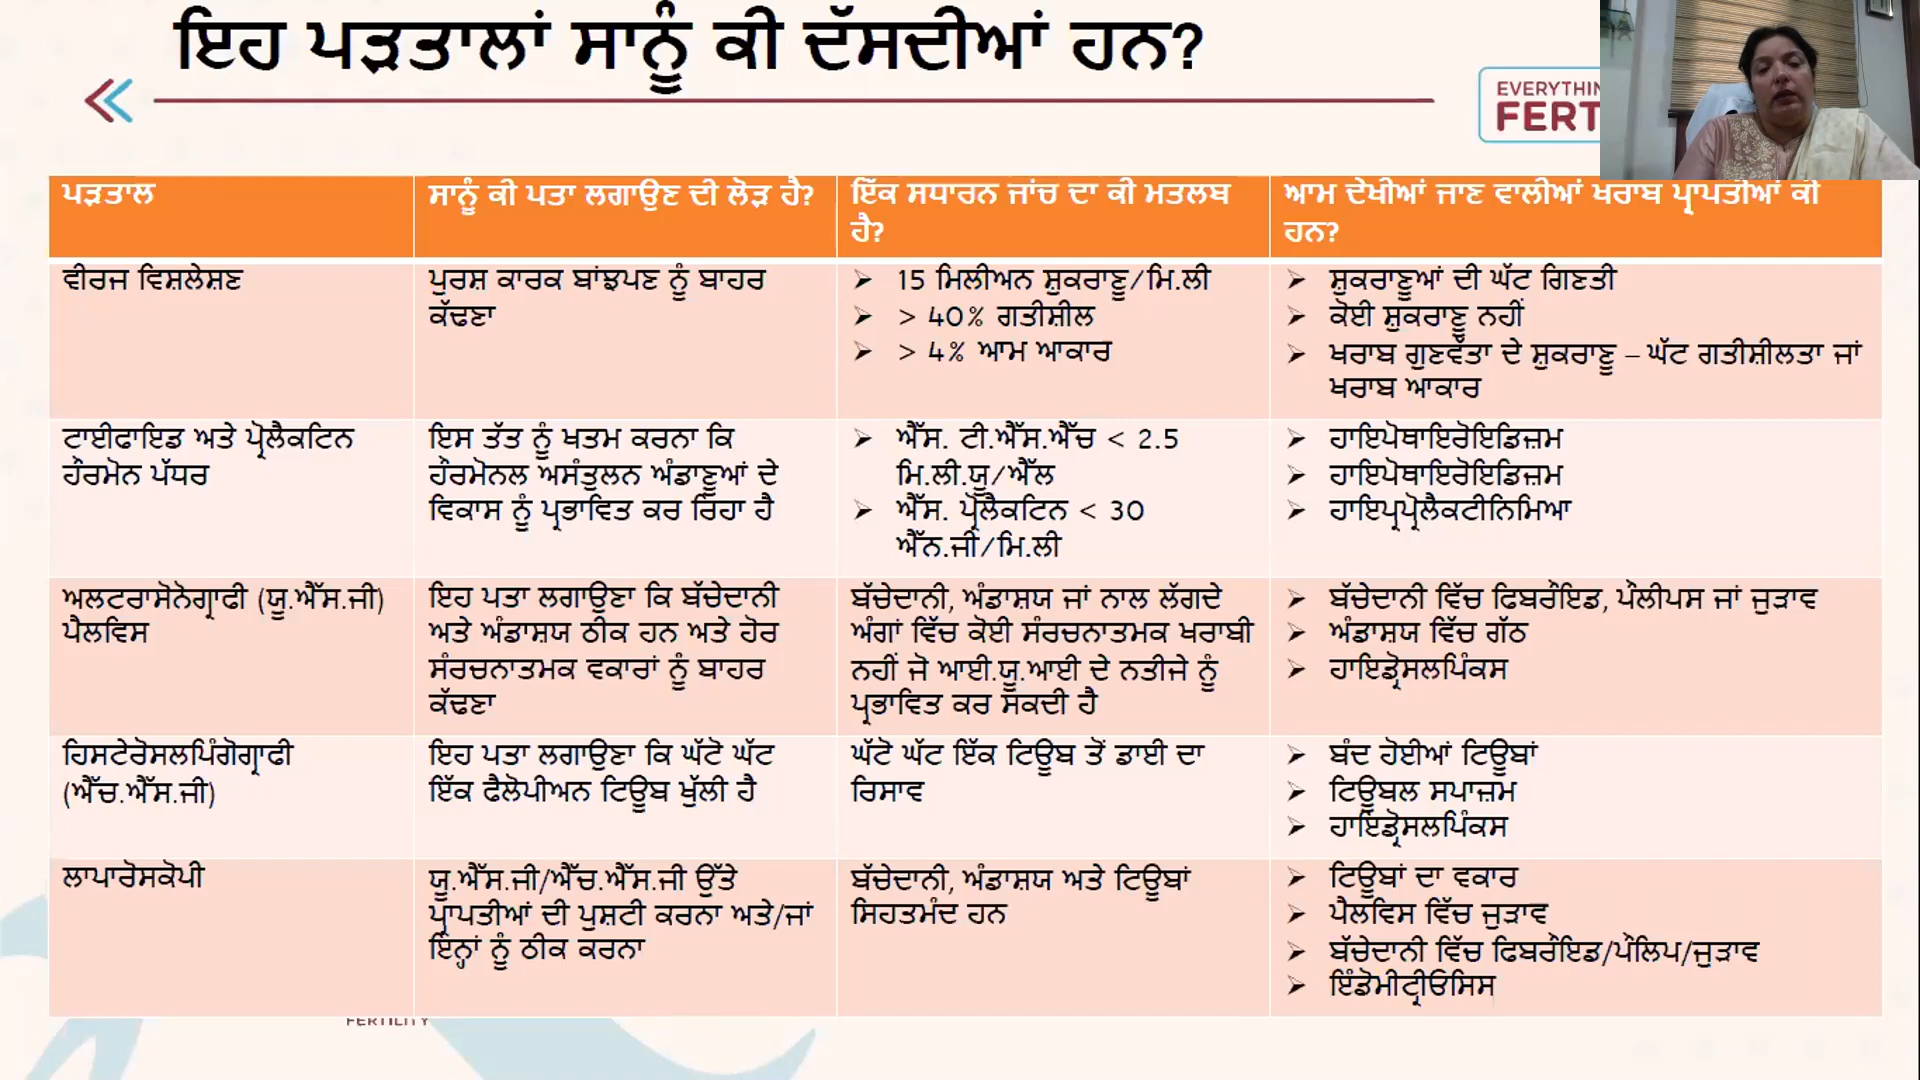 ਇਹ ਪੜਤਾਲਾਂ ਸਾਨੂੰ ਕੀ ਦੱਸਦੀਆਂ ਹਨ?
EVERYTHIN
FERT
ਪੜਤਾਲ
ਸਾਨੂੰ ਕੀ ਪਤਾ ਲਗਾਉਣ ਦੀ ਲੋੜ ਹੈ?
ਇੱਕ ਸਧਾਰਨ ਜਾਂਚ ਦਾ ਕੀ ਮਤਲਬ
ਹੈ?
ਆਮ ਦੇਖੀਆਂ ਜਾਣ ਵਾਲੀਆਂ ਖਰਾਬ ਪ੍ਰਾਪਤੀਆਂ ਕੀ
ਹਨ?
ਵੀਰਜ ਵਿਸ਼ਲੇਸ਼ਣ
ਪੁਰਸ਼ ਕਾਰਕ ਬਾਂਝਪਣ ਨੂੰ ਬਾਹਰ
ਕੱਢਣਾ
➢ 15 ਮਿਲੀਅਨ ਸ਼ੁਕਰਾਣੂ/ਮਿ.ਲੀ
➢ > 40% ਗਤੀਸ਼ੀਲ
➢ > 4% ਆਮ ਆਕਾਰ
➢ ਸ਼ੁਕਰਾਣੂਆਂ ਦੀ ਘੱਟ ਗਿਣਤੀ
➢ ਕੋਈ ਸ਼ੁਕਰਾਣੂ ਨਹੀਂ
➢ ਖਰਾਬ ਗੁਣਵੱਤਾ ਦੇ ਸ਼ੁਕਰਾਣੂ – ਘੱਟ ਗਤੀਸ਼ੀਲਤਾ ਜਾਂ
ਖਰਾਬ ਆਕਾਰ
ਟਾਈਫਾਇਡ ਅਤੇ ਪ੍ਰੋਲੈਕਟਿਨ
ਹੌਰਮੋਨ ਪੱਧਰ
ਇਸ ਤੱਤ ਨੂੰ ਖਤਮ ਕਰਨਾ ਕਿ
ਹੌਰਮੋਨਲ ਅਸੰਤੁਲਨ ਅੰਡਾਣੂਆਂ ਦੇ
ਵਿਕਾਸ ਨੂੰ ਪ੍ਰਭਾਵਿਤ ਕਰ ਰਿਹਾ ਹੈ
➢ ਐੱਸ. ਟੀ.ਐੱਸ.ਐੱਚ < 2.5
ਮਿ.ਲੀ.ਯੂ/ਐੱਲ
➢ ਐੱਸ. ਪ੍ਰੋਲੈਕਟਿਨ < 30
ਐੱਨ.ਜੀ/ਮਿ.ਲੀ
➢ ਹਾਇਪੋਥਾਇਰੋਇਡਿਜ਼ਮ
➢ ਹਾਇਪੋਥਾਇਰੋਇਡਿਜ਼ਮ
➢ ਹਾਇਪ੍ਰਪ੍ਰੋਲੈਕਟੀਨਿਮਿਆ
ਅਲਟਰਾਸੋਨੋਗ੍ਰਾਫੀ (ਯੂ.ਐੱਸ.ਜੀ)
ਪੈਲਵਿਸ
ਇਹ ਪਤਾ ਲਗਾਉਣਾ ਕਿ ਬੱਚੇਦਾਨੀ
ਅਤੇ ਅੰਡਾਸ਼ਯ ਠੀਕ ਹਨ ਅਤੇ ਹੋਰ
ਸੰਰਚਨਾਤਮਕ ਵਕਾਰਾਂ ਨੂੰ ਬਾਹਰ
ਕੱਢਣਾ
ਬੱਚੇਦਾਨੀ, ਅੰਡਾਸ਼ਯ ਜਾਂ ਨਾਲ ਲੱਗਦੇ
ਅੰਗਾਂ ਵਿੱਚ ਕੋਈ ਸੰਰਚਨਾਤਮਕ ਖਰਾਬੀ
ਨਹੀਂ ਜੋ ਆਈ.ਯੂ.ਆਈ ਦੇ ਨਤੀਜੇ ਨੂੰ
ਪ੍ਰਭਾਵਿਤ ਕਰ ਸਕਦੀ ਹੈ
➢ ਬੱਚੇਦਾਨੀ ਵਿੱਚ ਫਿਬਰੌਇਡ, ਪੌਲੀਪਸ ਜਾਂ ਜੁੜਾਵ
➢ ਅੰਡਾਸ਼ਯ ਵਿੱਚ ਗੱਠ
➢ ਹਾਇਡ੍ਰੋਸਲਪਿੰਕਸ
ਹਿਸਟੇਰੋਸਲਪਿੰਗੋਗ੍ਰਾਫੀ
(ਐੱਚ.ਐੱਸ.ਜੀ)
ਇਹ ਪਤਾ ਲਗਾਉਣਾ ਕਿ ਘੱਟੋ ਘੱਟ
ਇੱਕ ਫੈਲੋਪੀਅਨ ਟਿਊਬ ਖੁੱਲੀ ਹੈ
ਘੱਟੋ ਘੱਟ ਇੱਕ ਟਿਊਬ ਤੋਂ ਡਾਈ ਦਾ
ਰਿਸਾਵ
➢ ਬੰਦ ਹੋਈਆਂ ਟਿਊਬਾਂ
➢ ਟਿਊਬਲ ਸਪਾਜ਼ਮ
➢ ਹਾਇਡ੍ਰੋਸਲਪਿੰਕਸ
ਲਾਪਾਰੋਸਕੋਪੀ
ਯੂ.ਐੱਸ.ਜੀ/ਐੱਚ.ਐੱਸ.ਜੀ ਉੱਤੇ
ਪ੍ਰਾਪਤੀਆਂ ਦੀ ਪੁਸ਼ਟੀ ਕਰਨਾ ਅਤੇ/ਜਾਂ
ਇਨ੍ਹਾਂ ਨੂੰ ਠੀਕ ਕਰਨਾ
ਬੱਚੇਦਾਨੀ, ਅੰਡਾਸ਼ਯ ਅਤੇ ਟਿਊਬਾਂ
ਸਿਹਤਮੰਦ ਹਨ
➢ ਟਿਊਬਾਂ ਦਾ ਵਕਾਰ
➢ ਪੈਲਵਿਸ ਵਿੱਚ ਜੁੜਾਵ
➢ ਬੱਚੇਦਾਨੀ ਵਿੱਚ ਫਿਬਰੌਇਡ/ਪੌਲਿਪ/ਜੁੜਾਵ
➢ ਇੰਡੋਮੀਟ੍ਰੀਓਸਿਸ
FERTILITY